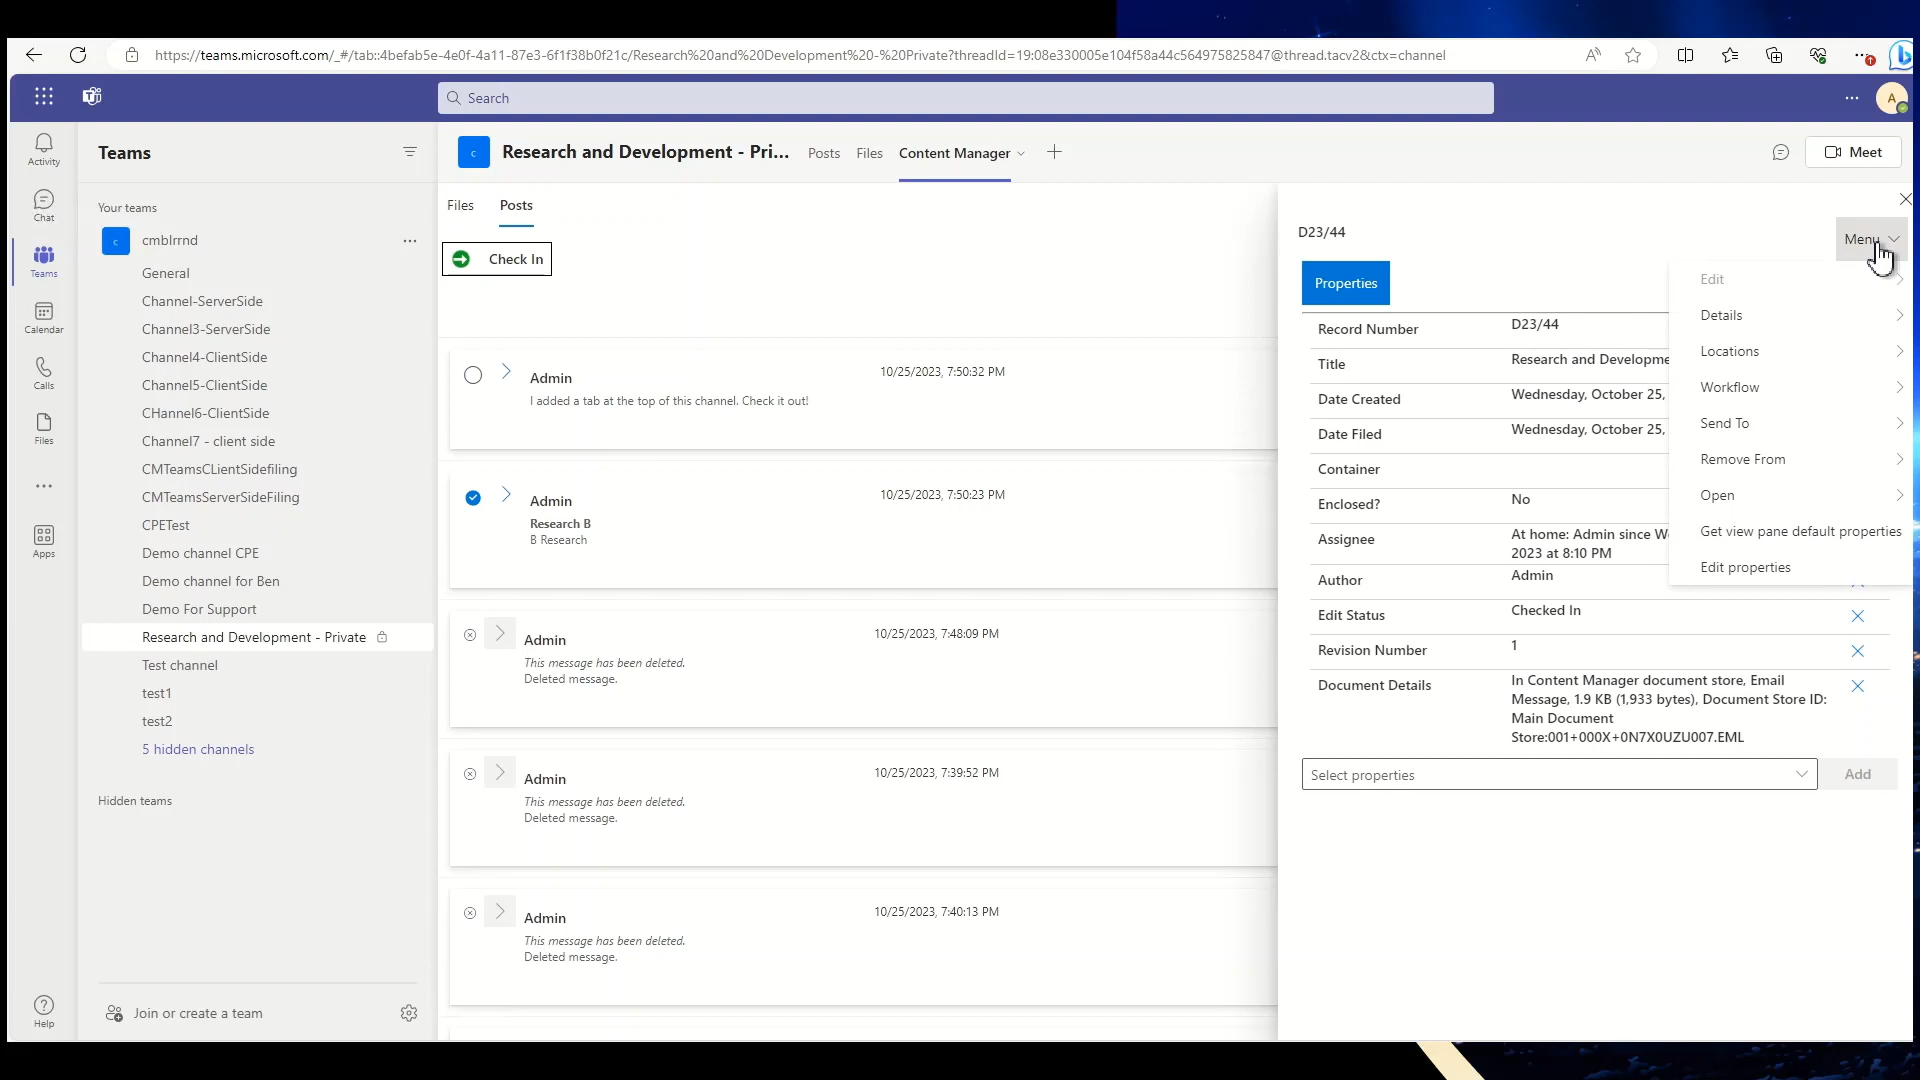 https://teams.microsoft.com/_#/tab::4befab5e-4e0f-4a11-87e3-6f1f38b0f21c/Research%20and%20Development%20-%20Private?threadId=19:08e330005e104f58a44c564975825847@thread.tacv2&ctx=channel
Search
A
Activity
Chat
Teams
Calendar
Calls
Files
Apps
Help
Teams
Your teams
c
cmblrrnd
General
Channel-ServerSide
Channel3-ServerSide
Channel4-ClientSide
Channel5-ClientSide
CHannel6-ClientSide
Channel7 - client side
CMTeamsCLientSidefiling
CMTeamsServerSideFiling
CPETest
Demo channel CPE
Demo channel for Ben
Demo For Support
Research and Development - Private
Test channel
test1
test2
5 hidden channels
Hidden teams
Join or create a team
c
Research and Development - Pri...
Posts
Files
Content Manager
Meet
Files
Posts
Check In
Admin
10/25/2023, 7:50:32 PM
I added a tab at the top of this channel. Check it out!
Admin
10/25/2023, 7:50:23 PM
Research B
B Research
Admin
10/25/2023, 7:48:09 PM
This message has been deleted.
Deleted message.
Admin
10/25/2023, 7:39:52 PM
This message has been deleted.
Deleted message.
Admin
10/25/2023, 7:40:13 PM
This message has been deleted.
Deleted message.
D23/44
Menu
Properties
Record Number
D23/44
Title
Research and Developme
Date Created
Wednesday, October 25,
Date Filed
Wednesday, October 25,
Container
Enclosed?
No
Assignee
At home: Admin since We
2023 at 8:10 PM
Author
Admin
Edit Status
Checked In
Revision Number
1
Document Details
In Content Manager document store, Email
Message, 1.9 KB (1,933 bytes), Document Store ID:
Main Document
Store:001+000X+0N7X0UZU007.EML
Select properties
Add
Edit
Details
Locations
Workflow
Send To
Remove From
Open
Get view pane default properties
Edit properties